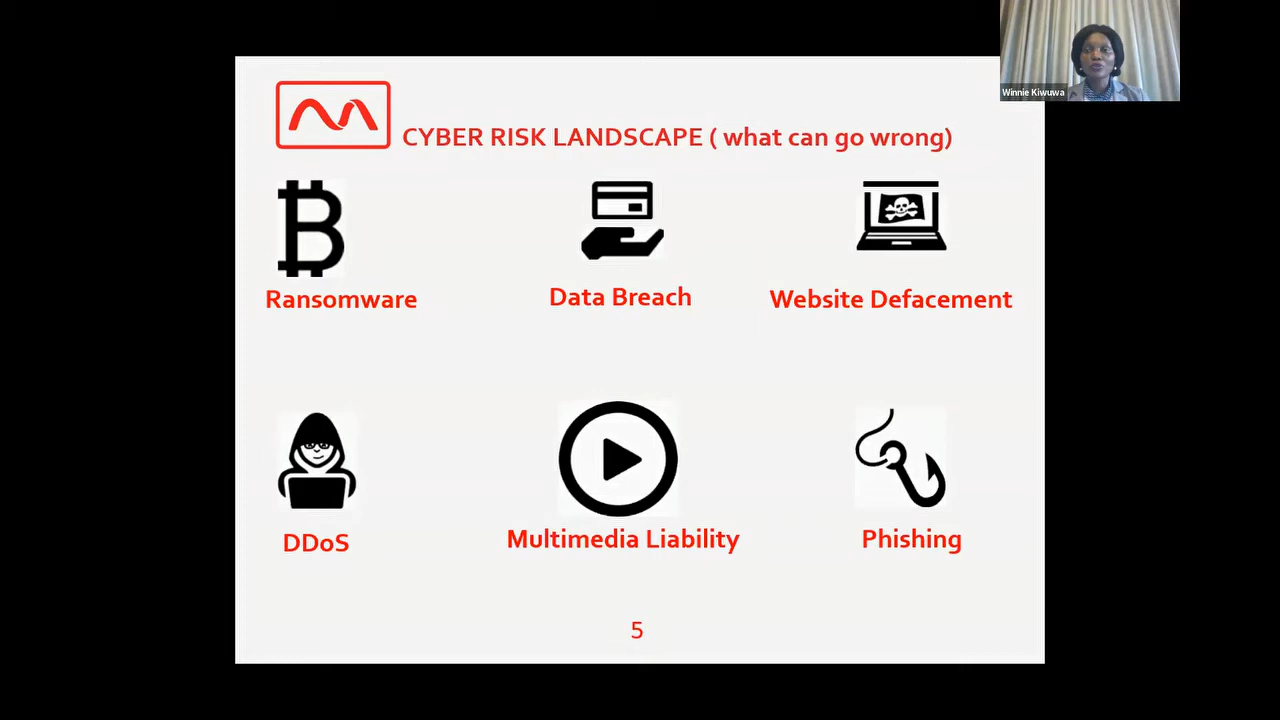 Winnie Kiwuwa
CYBER RISK LANDSCAPE ( what can go wrong)
Ransomware
Data Breach
Website Defacement
DDoS
Multimedia Liability
Phishing
5